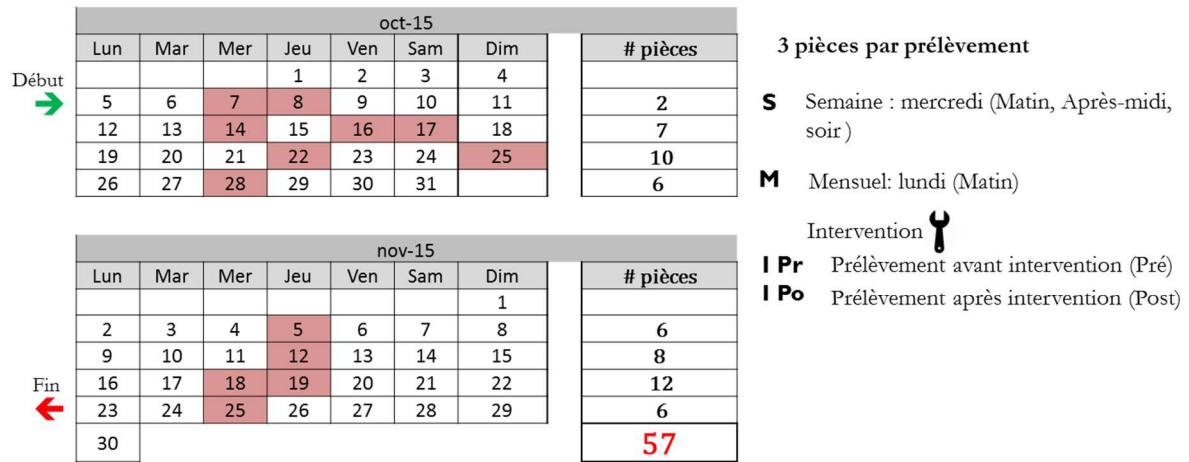 oct-15
Lun Mar Mer Jeu Ven Sam Dim # pièces
1 2 3 4
Début
5 6 7 8 9 10 11 2
12 13 14 15 16 17 18 7
19 20 21 22 23 24 25 10
26 27 28 29 30 31 6
nov-15
Lun Mar Mer Jeu Ven Sam Dim # pièces
1
2 3 4 5 6 7 8 6
9 10 11 12 13 14 15 8
Fin 16 17 18 19 20 21 22 12
23 24 25 26 27 28 29 6
30 57
3 pièces par prélèvement
S Semaine : mercredi (Matin, Après-midi,
soir )
M Mensuel: lundi (Matin)
Intervention
I Pr Prélèvement avant intervention (Pré)
I Po Prélèvement après intervention (Post)